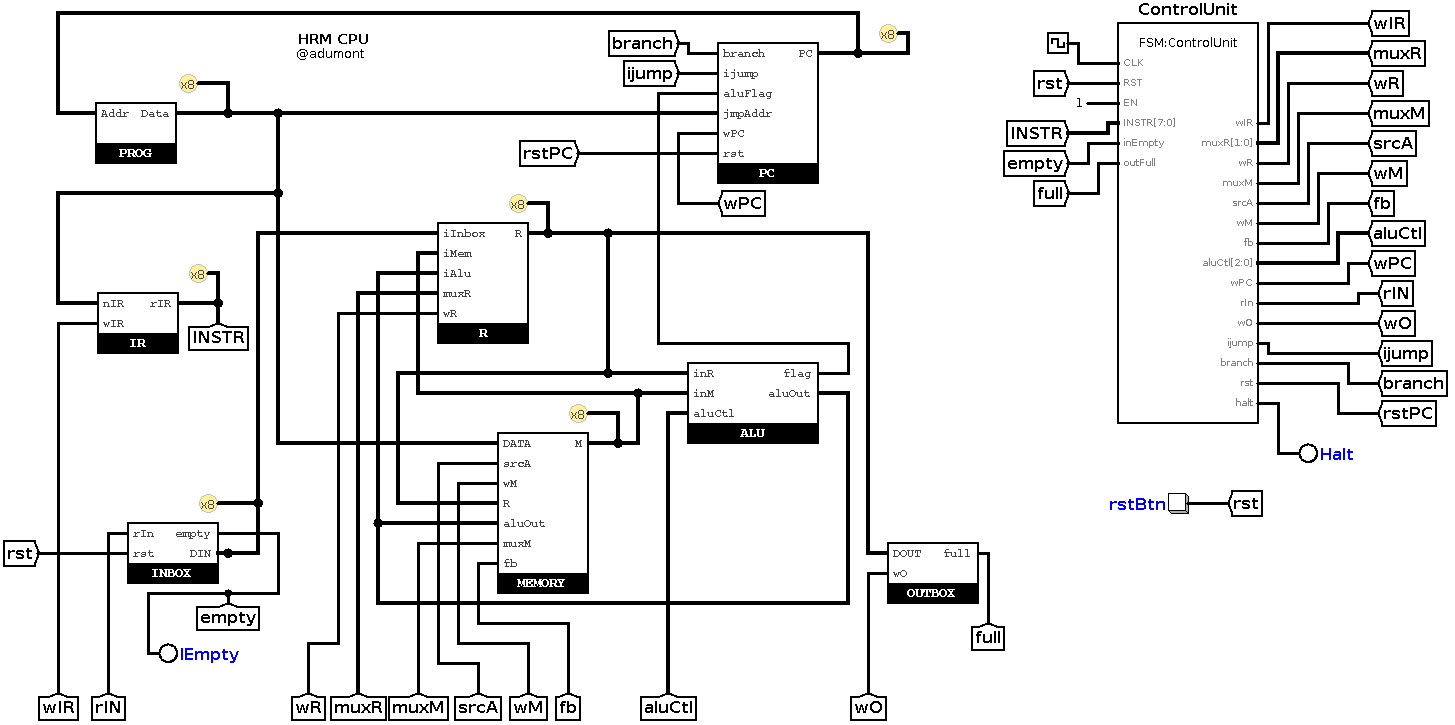 HRM CPU
@adumont
x8
Addr Data
PROG
branch
ijump
rstPC
branch PC
ijump
aluFlag
jmpAddr
wPC
rst
PC
x8
wPC
x8
nIR rIR
wIR
IR
INSTR
x8
iInbox R
iMem
iAlu
muxR
wR
R
inR flag
inM aluOut
aluCtl
ALU
x8
DATA M
srcA
wM
R
aluOut
muxM
fb
MEMORY
x8
rst
rIn empty
rst DIN
INBOX
empty
lEmpty
DOUT full
wO
OUTBOX
full
wIR
rIN
wR
muxR
muxM
srcA
wM
fb
aluCtl
wO
ControlUnit
FSM:ControlUnit
rst
1
INSTR
empty
full
CLK
RST
EN
INSTR[7:0]
inEmpty
outFull
wIR
muxR[1:0]
wR
muxM
srcA
wM
fb
aluCtl[2:0]
wPC
rIn
wO
ijump
branch
rst
halt
wIR
muxR
wR
muxM
srcA
wM
fb
aluCtl
wPC
rIN
wO
ijump
branch
rstPC
Halt
rstBtn
rst